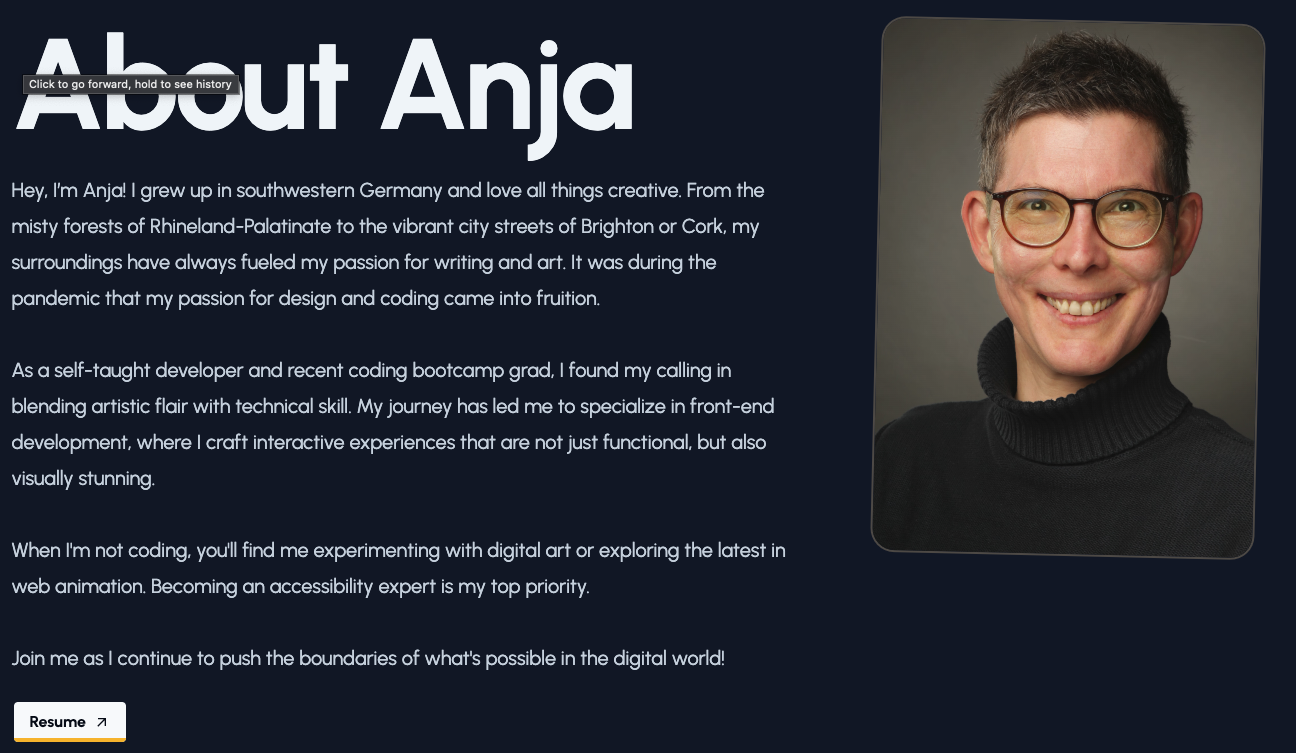 About Anja
Click to go forward, hold to see history
Hey, I’m Anja! I grew up in southwestern Germany and love all things creative. From the
misty forests of Rhineland-Palatinate to the vibrant city streets of Brighton or Cork, my
surroundings have always fueled my passion for writing and art. It was during the
pandemic that my passion for design and coding came into fruition.
As a self-taught developer and recent coding bootcamp grad, I found my calling in
blending artistic flair with technical skill. My journey has led me to specialize in front-end
development, where I craft interactive experiences that are not just functional, but also
visually stunning.
When I'm not coding, you'll find me experimenting with digital art or exploring the latest in
web animation. Becoming an accessibility expert is my top priority.
Join me as I continue to push the boundaries of what's possible in the digital world!
Resume